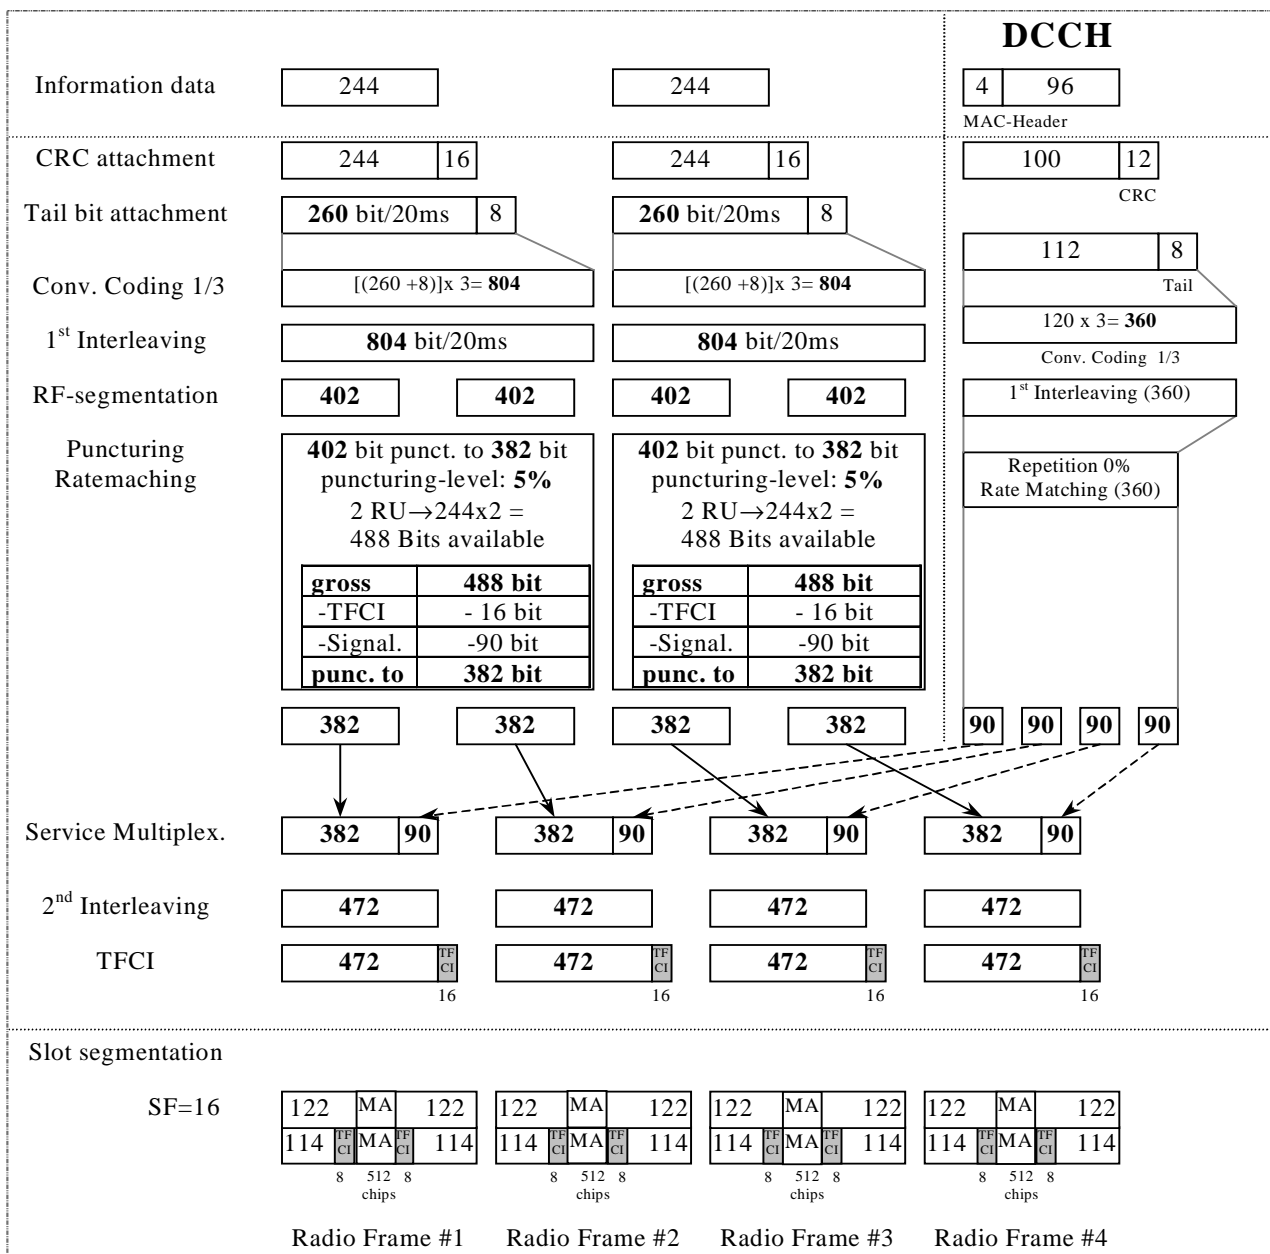 DCCH
Information data 244 244 4 96
MAC-Header
CRC attachment 244 16 244 16 100 12
CRC
Tail bit attachment 260 bit/20ms 8 260 bit/20ms 8
112 8
Tail
Conv. Coding 1/3 [(260 +8)]x 3= 804 [(260 +8)]x 3= 804
120 x 3= 360
Conv. Coding 1/3
1st Interleaving 804 bit/20ms 804 bit/20ms
RF-segmentation 402 402 402 402 1st Interleaving (360)
Puncturing
Ratemaching
402 bit punct. to 382 bit
puncturing-level: 5%
2 RU→244x2 =
488 Bits available
gross 488 bit
-TFCI - 16 bit
-Signal. -90 bit
punc. to 382 bit
402 bit punct. to 382 bit
puncturing-level: 5%
2 RU→244x2 =
488 Bits available
gross 488 bit
-TFCI - 16 bit
-Signal. -90 bit
punc. to 382 bit
Repetition 0%
Rate Matching (360)
382 382 382 382 90 90 90 90
Service Multiplex. 382 90 382 90 382 90 382 90
2nd Interleaving 472 472 472 472
TFCI 472 TF CI 472 TF CI 472 TF CI 472 TF CI
16 16 16 16
Slot segmentation
SF=16 122 MA 122 122 MA 122 122 MA 122 122 MA 122
114 TF CI MA TF CI 114 114 TF CI MA TF CI 114 114 TF CI MA TF CI 114 114 TF CI MA TF CI 114
8 512 8 8 512 8 8 512 8 8 512 8
chips chips chips chips
Radio Frame #1 Radio Frame #2 Radio Frame #3 Radio Frame #4